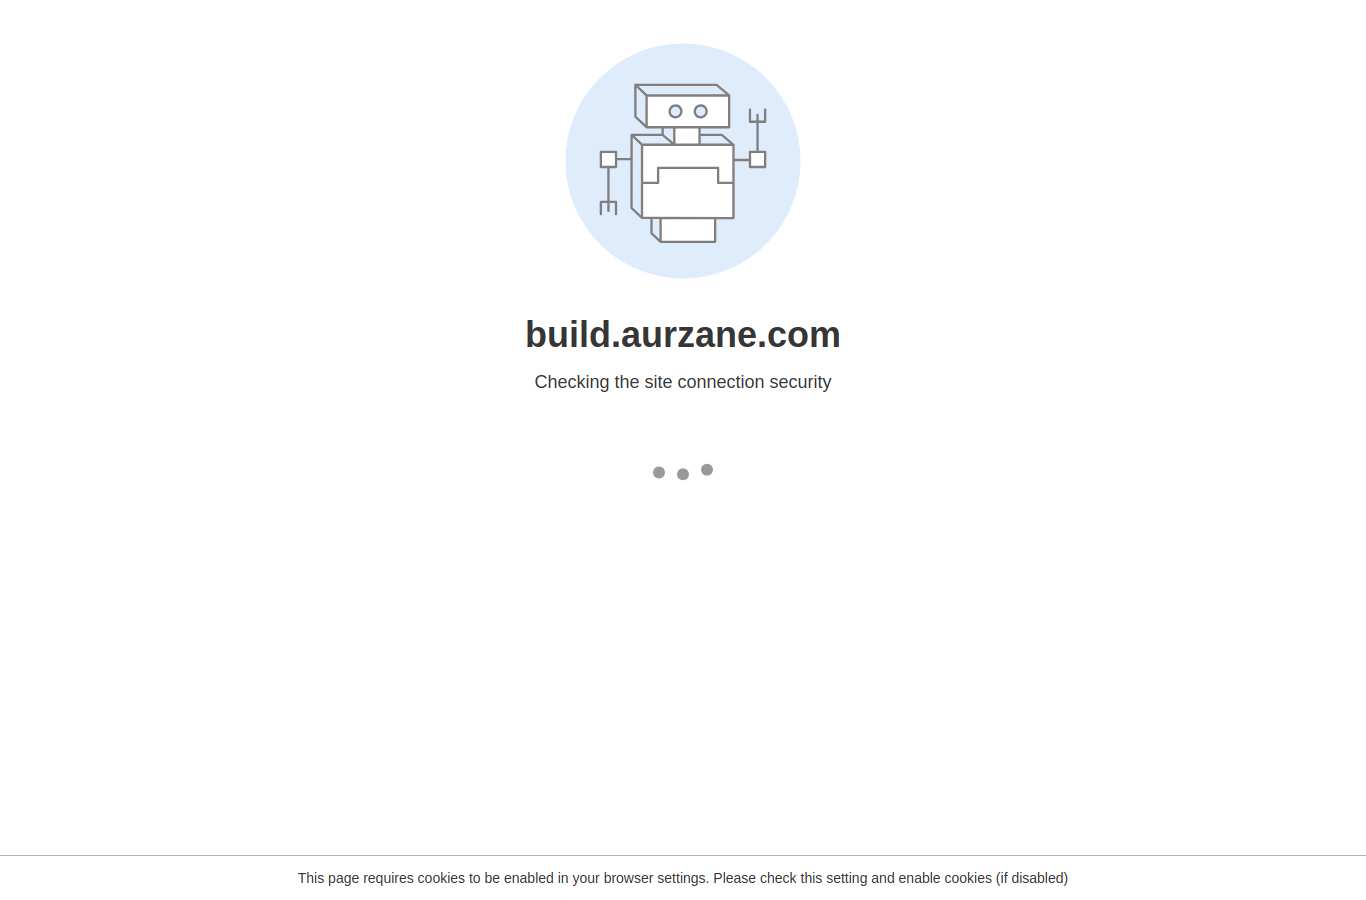 build.aurzane.com
Checking the site connection security
This page requires cookies to be enabled in your browser settings. Please check this setting and enable cookies (if disabled)